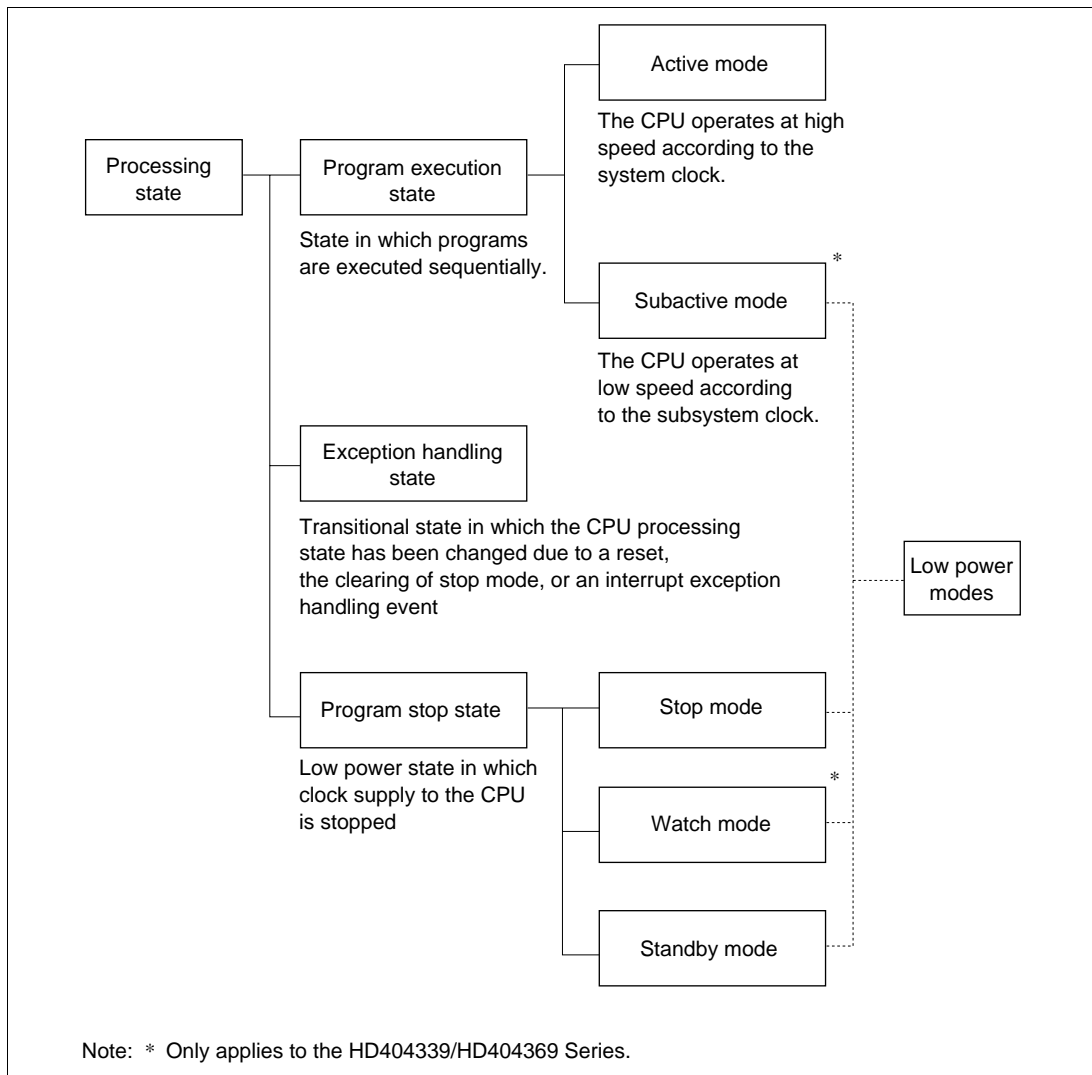 Active mode
The CPU operates at high
speed according to the
system clock.
Processing
state
Program execution
state
State in which programs
are executed sequentially.
*
Subactive mode
The CPU operates at
low speed according
to the subsystem clock.
Exception handling
state
Transitional state in which the CPU processing
state has been changed due to a reset,
the clearing of stop mode, or an interrupt exception
handling event
Low power
modes
Program stop state
Low power state in which
clock supply to the CPU
is stopped
Stop mode
*
Watch mode
Standby mode
Note: * Only applies to the HD404339/HD404369 Series.